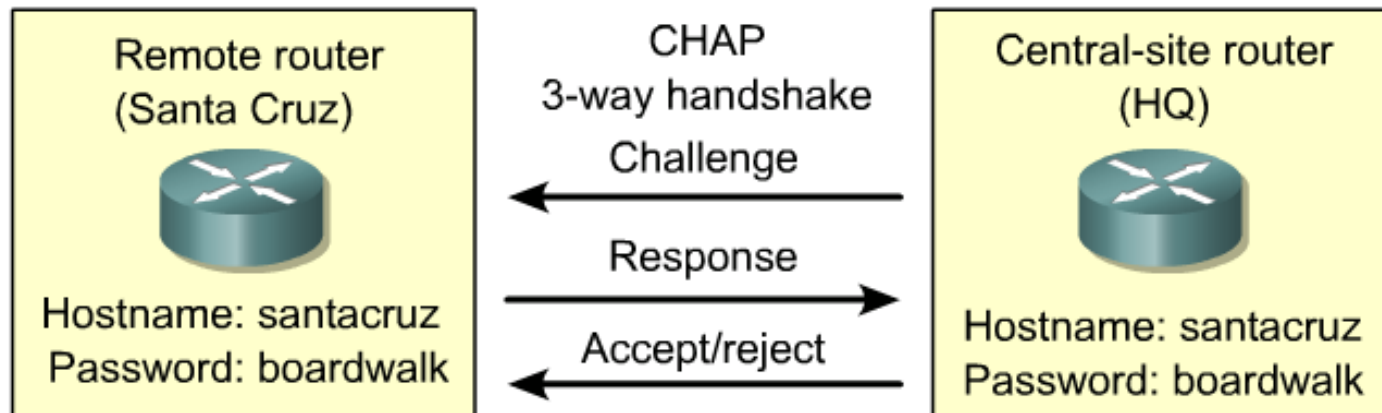 Remote router
(Santa Cruz)
Hostname: santacruz
Password: boardwalk
CHAP
3-way handshake
Challenge
Response
Accept/reject
Central-site router
(HQ)
Hostname: santacruz
Password: boardwalk